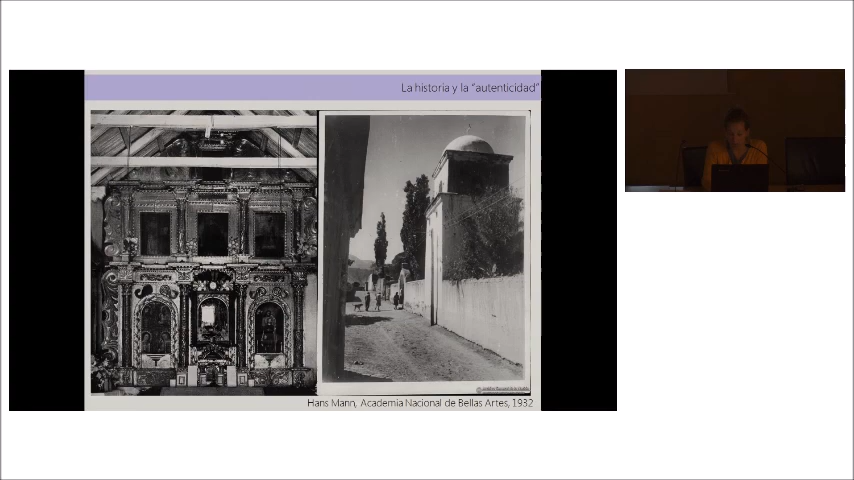 La historia y la "autenticidad"
Hans Mann, Academia Nacional de Bellas Artes, 1932